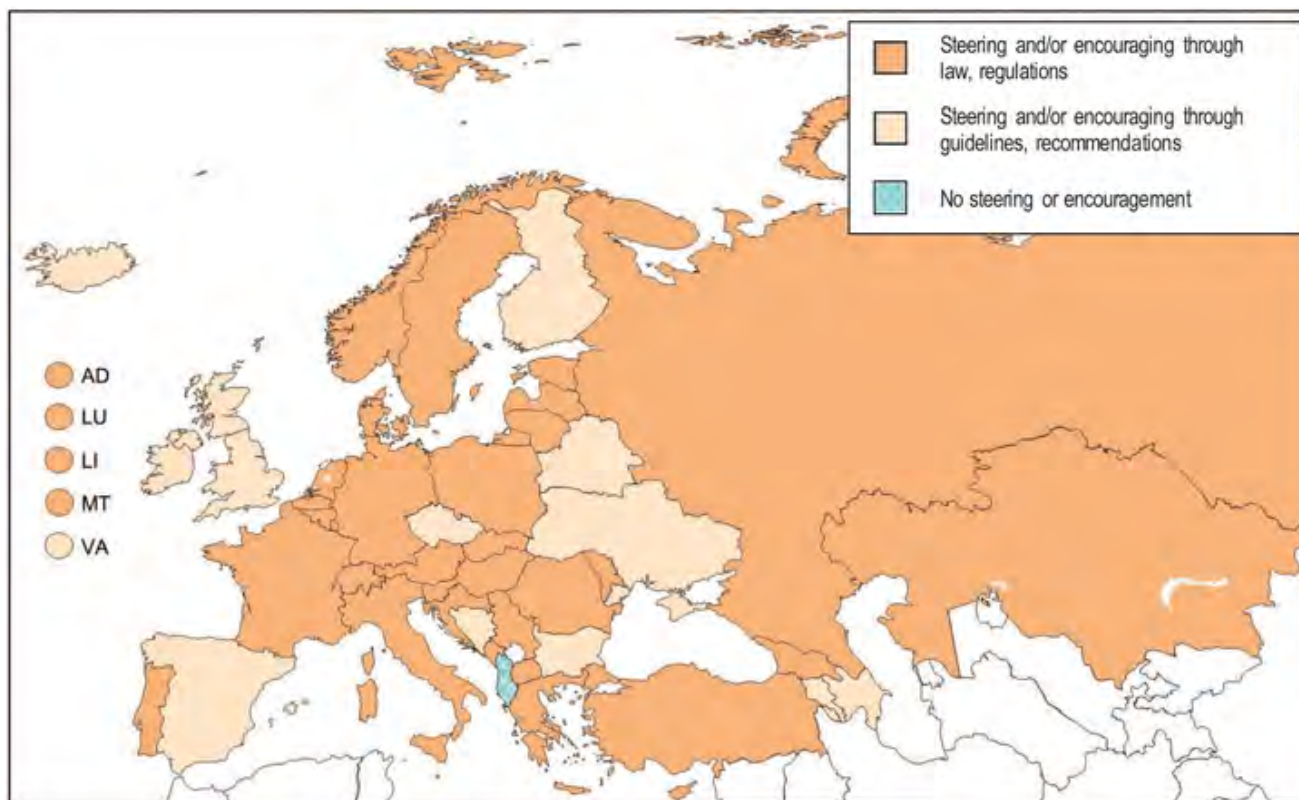 Steering and/or encouraging through
law, regulations
Steering and/or encouraging through
guidelines, recommendations
No steering or encouragement
AD
LU
LI
MT
VA